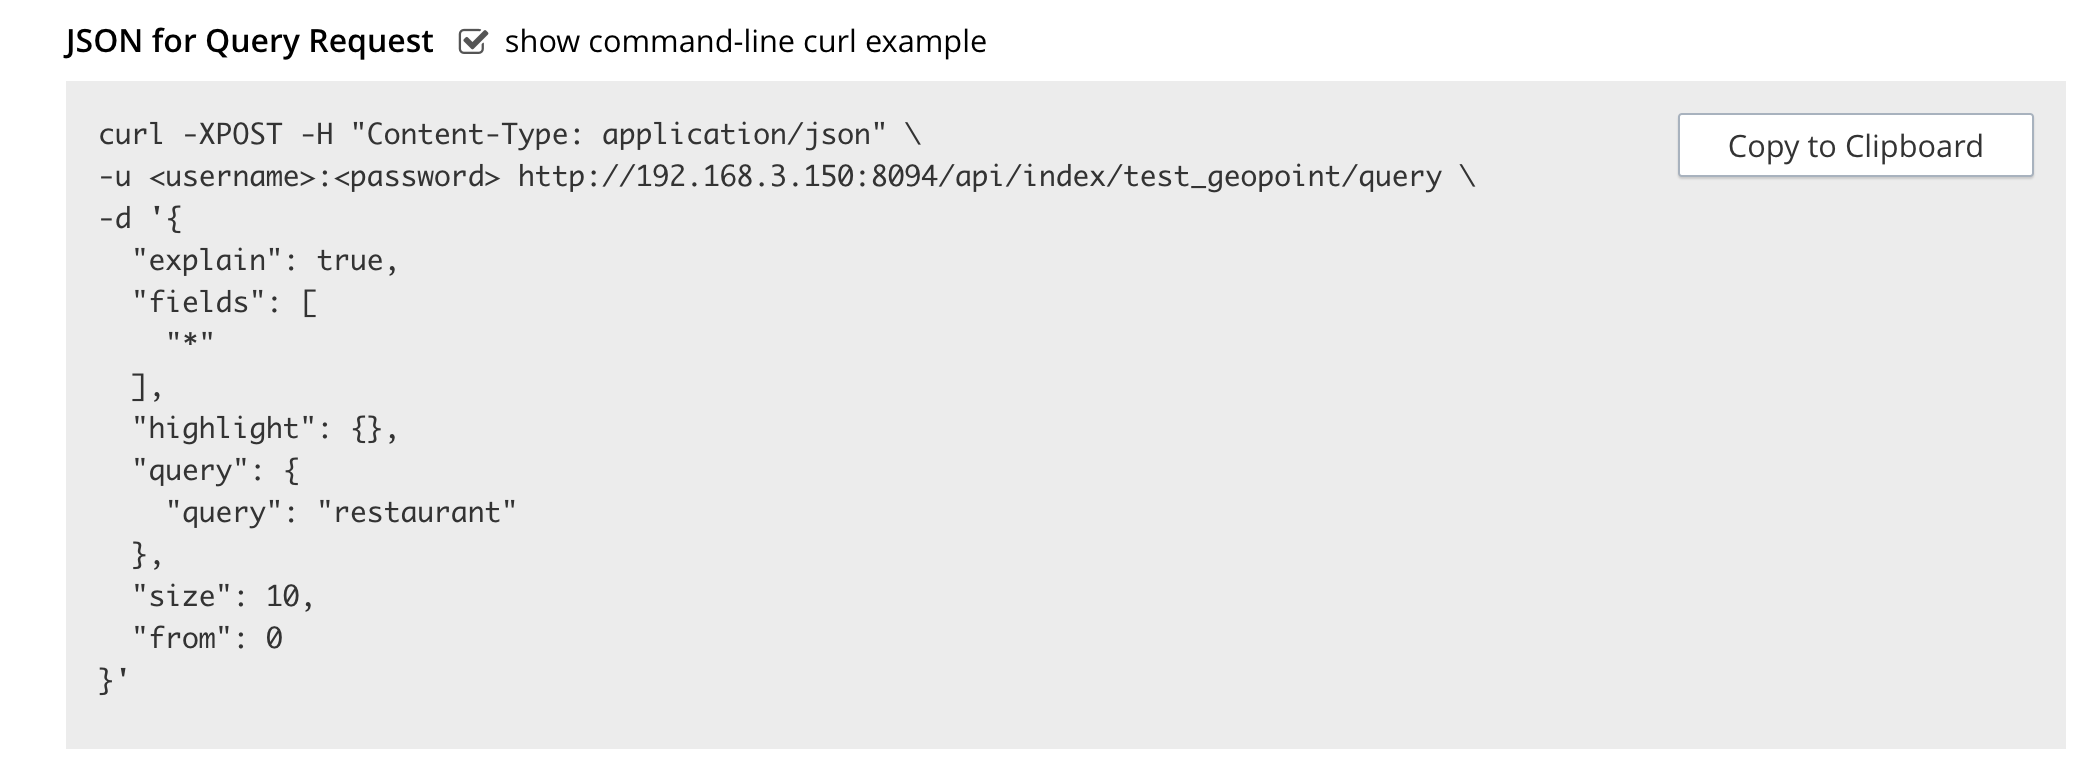 JSON for Query Request show command-line curl example
Copy to Clipboard
curl -XPOST -H "Content-Type: application/json" \
-u <username>:<password> http://192.168.3.150:8094/api/index/test_geopoint/query \
-d '{
  "explain": true,
  "fields": [
    "*"
  ],
  "highlight": {},
  "query": {
    "query": "restaurant"
  },
  "size": 10,
  "from": 0
}'